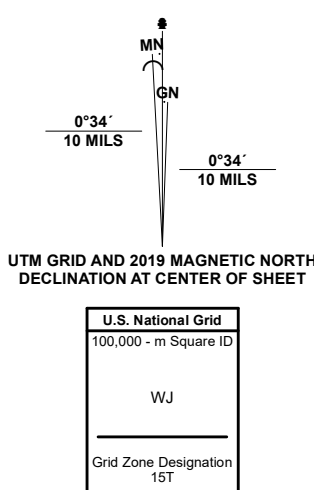 MN
GN
0°34´
10 MILS
0°34´
10 MILS
UTM GRID AND 2019 MAGNETIC NORTH
DECLINATION AT CENTER OF SHEET
U.S. National Grid
100,000 - m Square ID
WJ
Grid Zone Designation
15T